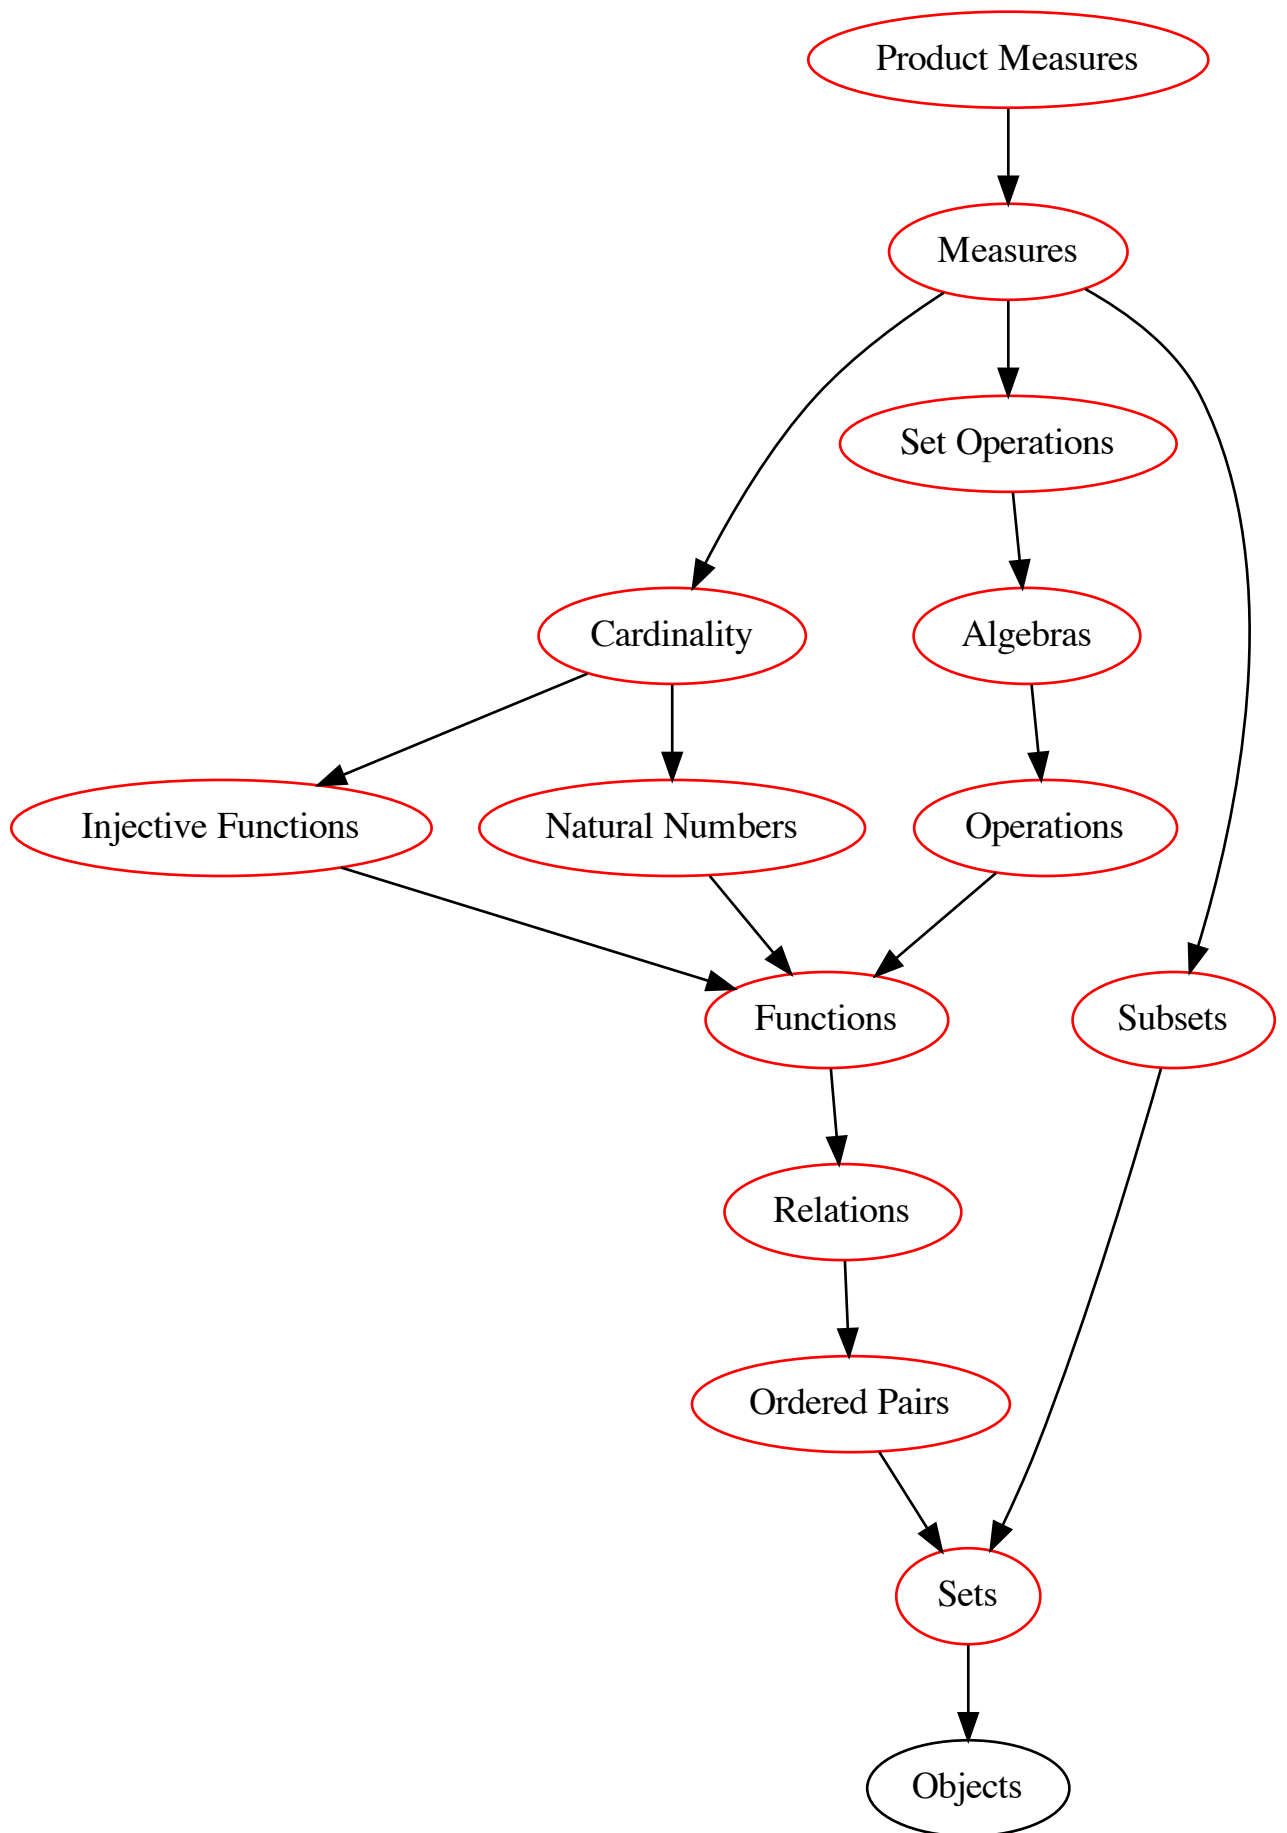 Product Measures
Measures
Set Operations
Cardinality
Algebras
Injective Functions
Natural Numbers
Operations
Functions
Subsets
Relations
Ordered Pairs
Sets
Objects